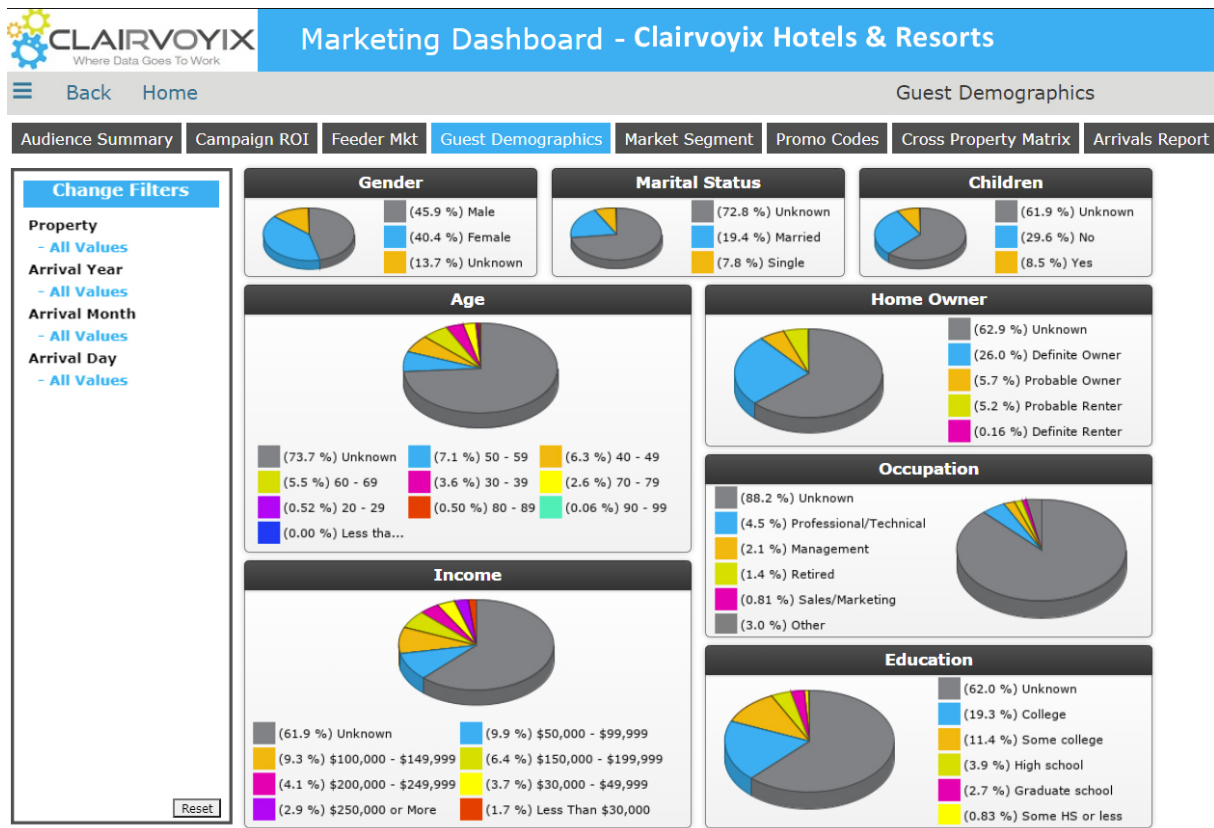 CLAIRVOYIX
Where Data Goes To Work
Marketing Dashboard - Clairvoyix Hotels & Resorts
☰ Back Home
Guest Demographics
Audience Summary Campaign ROI Feeder Mkt Guest Demographics Market Segment Promo Codes Cross Property Matrix Arrivals Report
Change Filters
Property
- All Values
Arrival Year
- All Values
Arrival Month
- All Values
Arrival Day
- All Values
Reset
Gender
(45.9 %) Male
(40.4 %) Female
(13.7 %) Unknown
Marital Status
(72.8 %) Unknown
(19.4 %) Married
(7.8 %) Single
Children
(61.9 %) Unknown
(29.6 %) No
(8.5 %) Yes
Age
(73.7 %) Unknown (7.1 %) 50 - 59 (6.3 %) 40 - 49
(5.5 %) 60 - 69 (3.6 %) 30 - 39 (2.6 %) 70 - 79
(0.52 %) 20 - 29 (0.50 %) 80 - 89 (0.06 %) 90 - 99
(0.00 %) Less tha...
Home Owner
(62.9 %) Unknown
(26.0 %) Definite Owner
(5.7 %) Probable Owner
(5.2 %) Probable Renter
(0.16 %) Definite Renter
Occupation
(88.2 %) Unknown
(4.5 %) Professional/Technical
(2.1 %) Management
(1.4 %) Retired
(0.81 %) Sales/Marketing
(3.0 %) Other
Income
(61.9 %) Unknown (9.9 %) $50,000 - $99,999
(9.3 %) $100,000 - $149,999 (6.4 %) $150,000 - $199,999
(4.1 %) $200,000 - $249,999 (3.7 %) $30,000 - $49,999
(2.9 %) $250,000 or More (1.7 %) Less Than $30,000
Education
(62.0 %) Unknown
(19.3 %) College
(11.4 %) Some college
(3.9 %) High school
(2.7 %) Graduate school
(0.83 %) Some HS or less